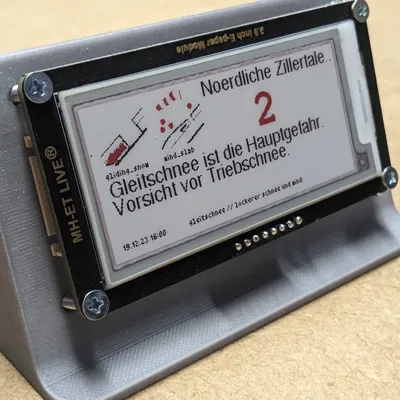 2.9 inch E-paper Module
MH-ET LIVE®
Noerdliche Zillertale..
2
gliding_snow
wind_slab
Gleitschnee ist die Hauptgefahr.
Vorsicht vor Triebschnee.
gleitschnee // lockerer schnee und wind
19.12.23 16:00